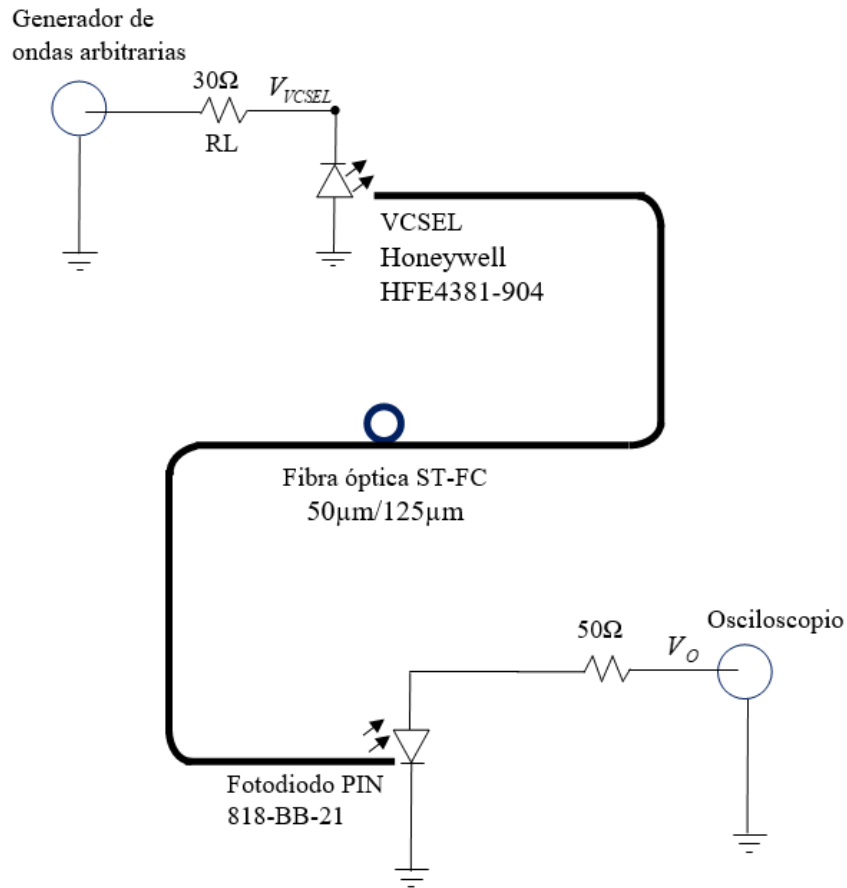 Generador de
ondas arbitrarias
30Ω
V_VCSEL
RL
VCSEL
Honeywell
HFE4381-904
Fibra óptica ST-FC
50µm/125µm
Osciloscopio
50Ω
V_O
Fotodiodo PIN
818-BB-21